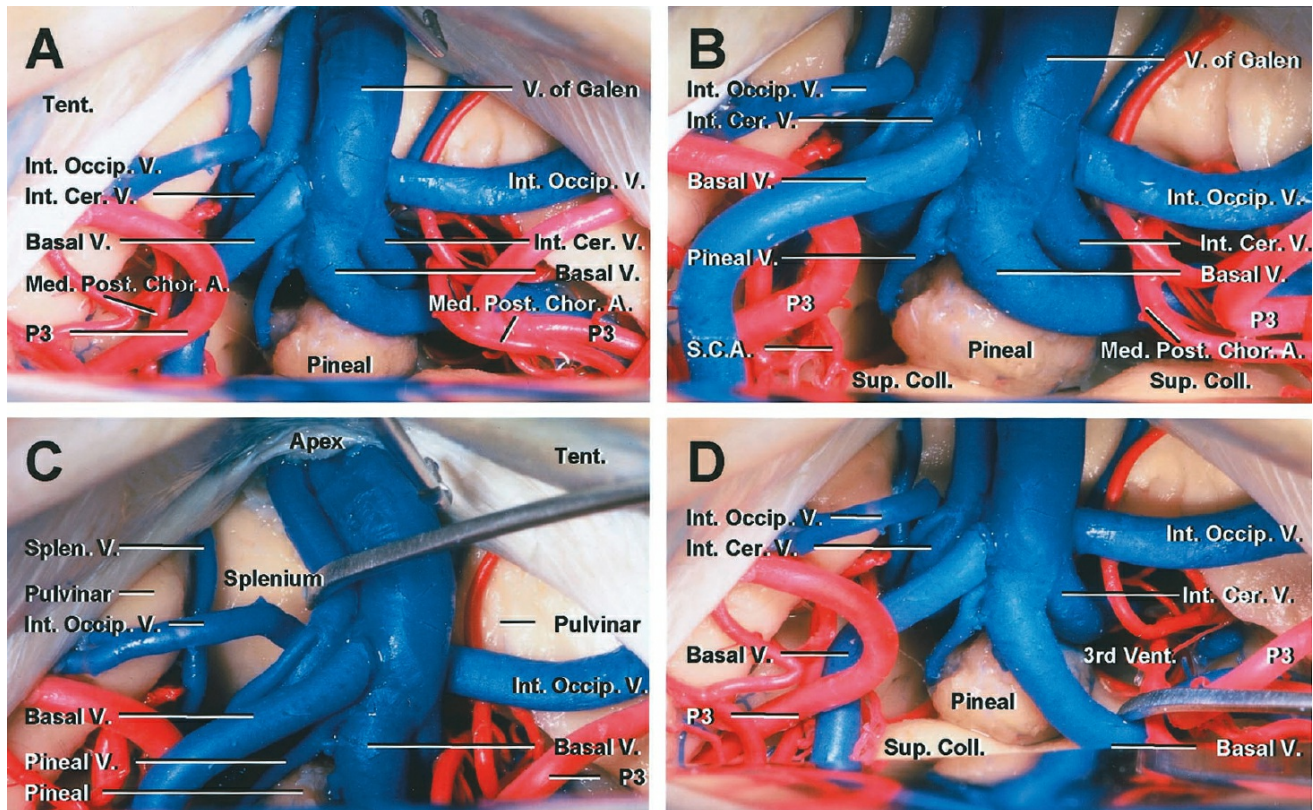 A
Tent.
V. of Galen
Int. Occip. V.
Int. Cer. V.
Int. Occip. V.
Basal V.
Int. Cer. V.
Basal V.
Med. Post. Chor. A.
Med. Post. Chor. A.
P3
P3
Pineal
B
V. of Galen
Int. Occip. V.
Int. Cer. V.
Basal V.
Int. Occip. V.
Int. Cer. V.
Pineal V.
Basal V.
P3
P3
S.C.A.
Pineal
Med. Post. Chor. A.
Sup. Coll.
Sup. Coll.
C
Apex
Tent.
Splen. V.
Splenium
Pulvinar
Int. Occip. V.
Pulvinar
Int. Occip. V.
Basal V.
Basal V.
Pineal V.
P3
Pineal
D
Int. Occip. V.
Int. Occip. V.
Int. Cer. V.
Int. Cer. V.
Basal V.
3rd Vent.
P3
Pineal
P3
Sup. Coll.
Basal V.